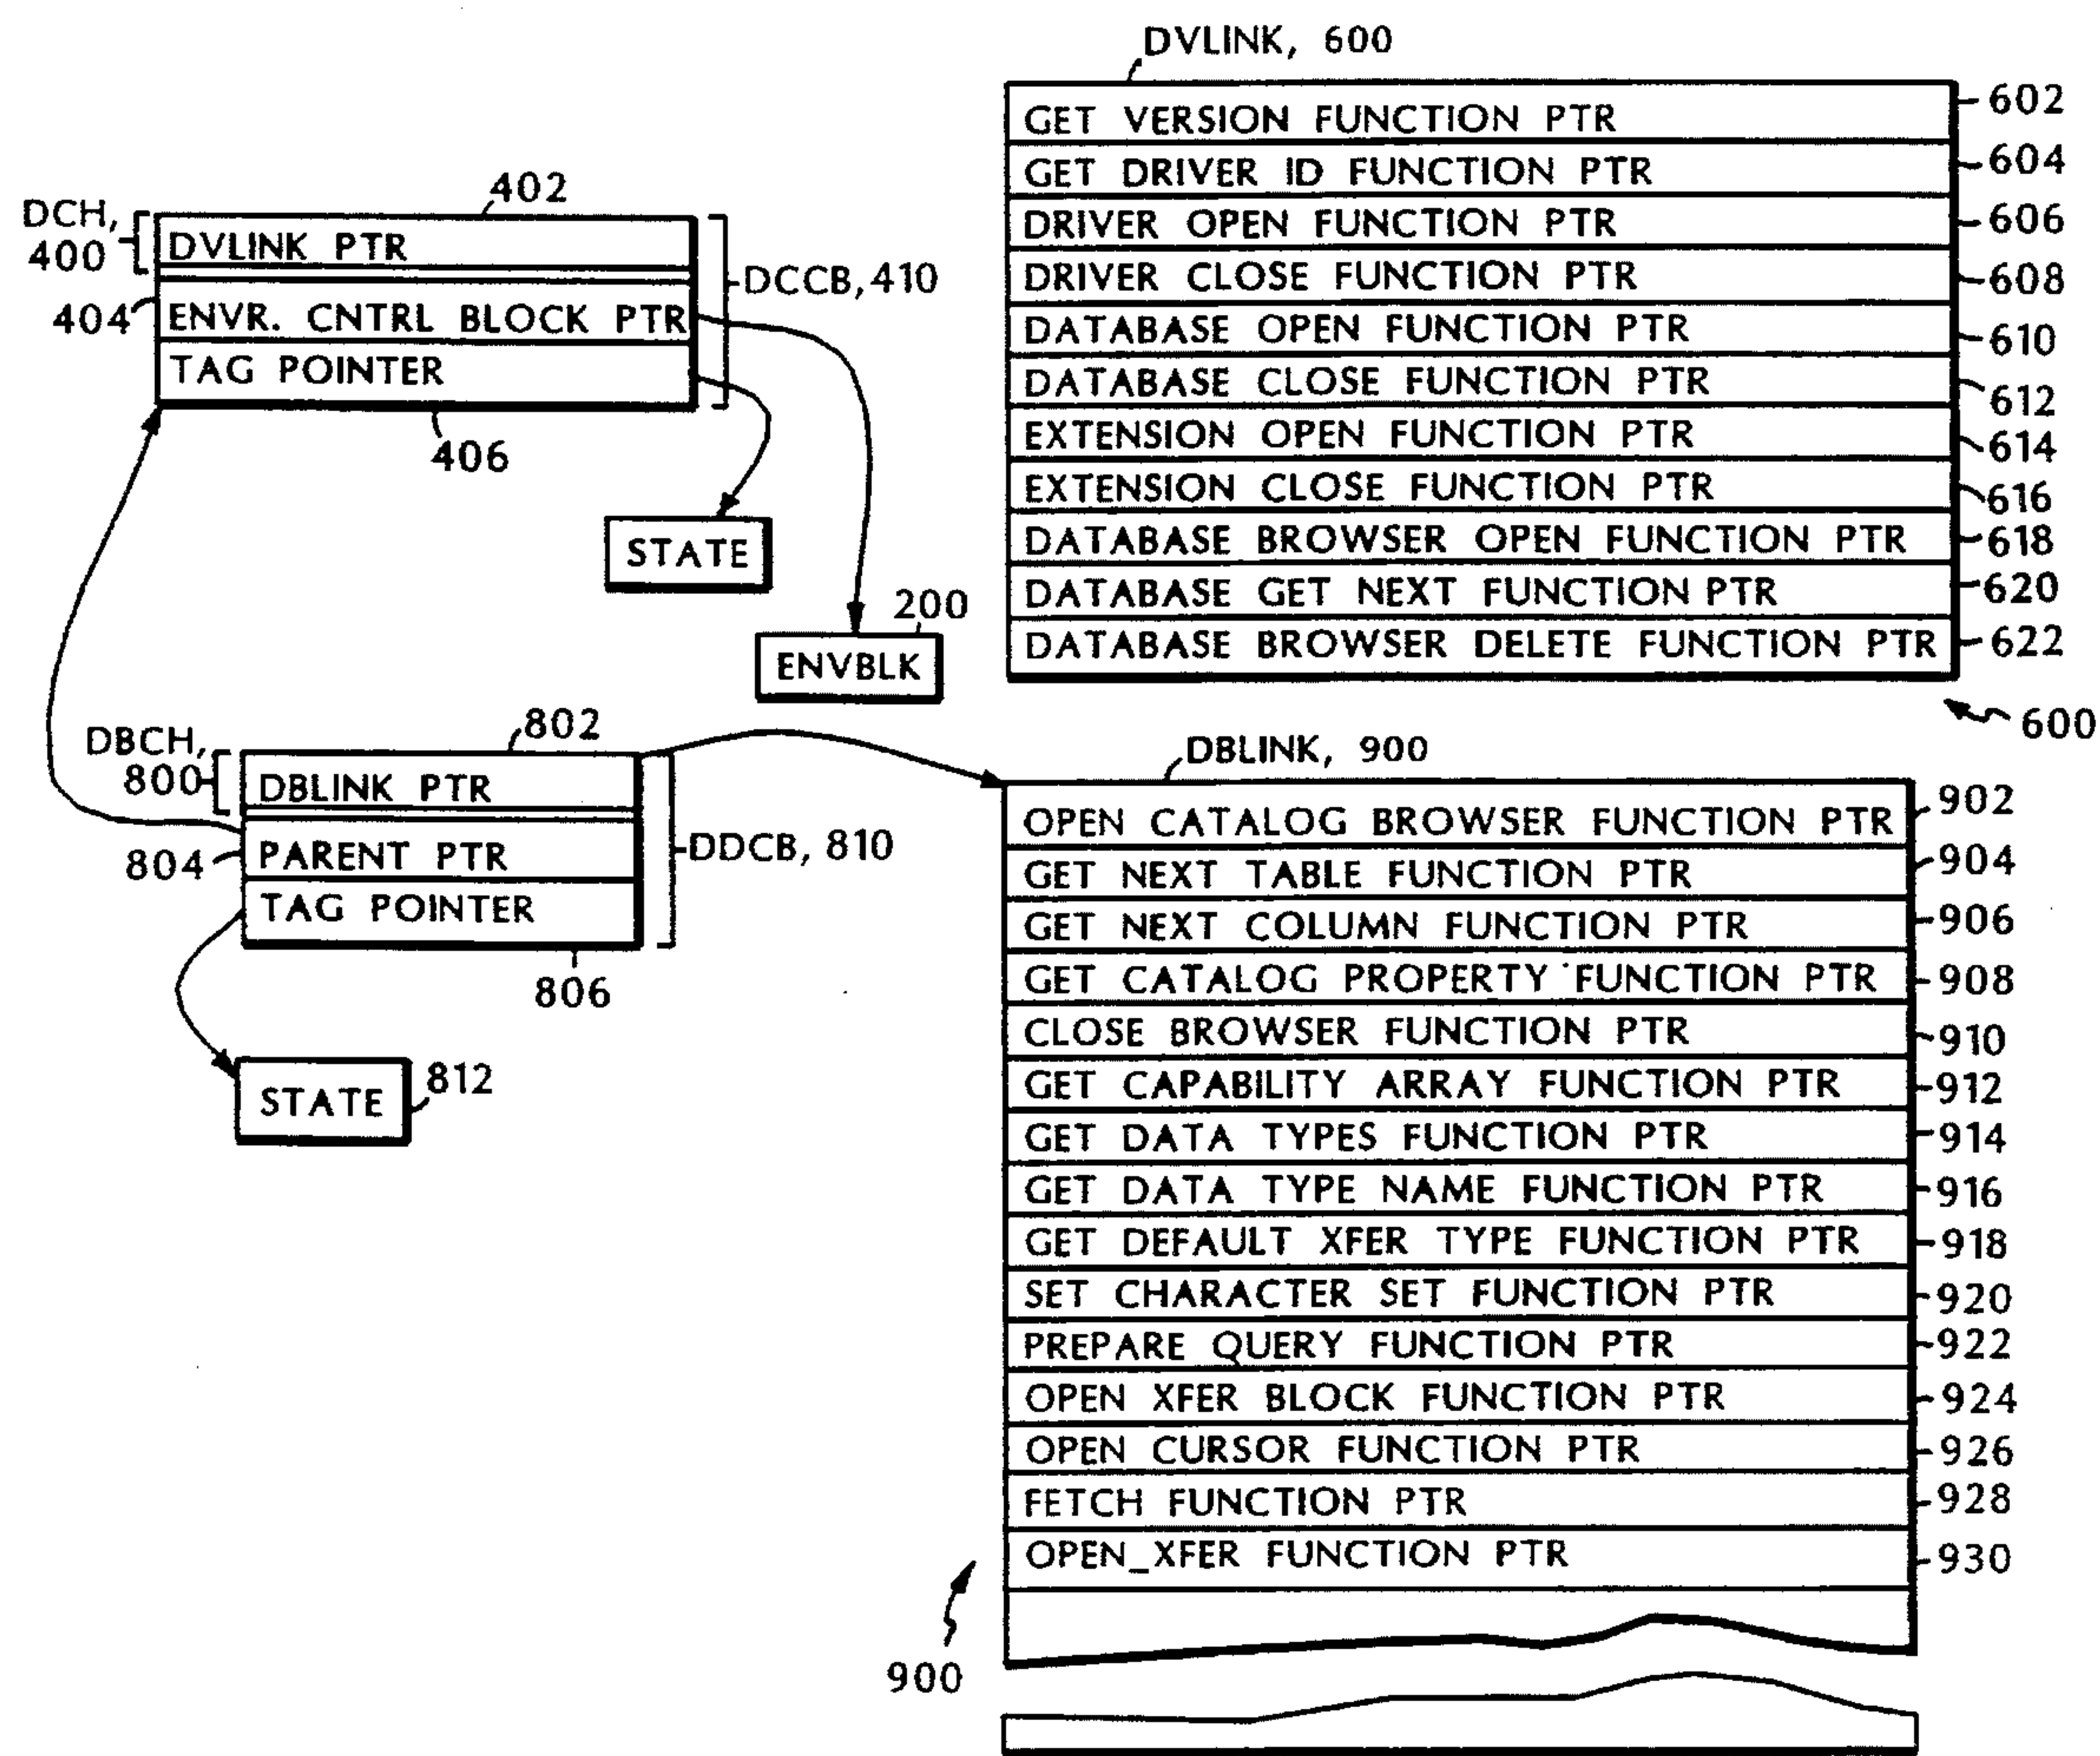 DVLINK, 600
GET VERSION FUNCTION PTR 602
GET DRIVER ID FUNCTION PTR 604
DRIVER OPEN FUNCTION PTR 606
DRIVER CLOSE FUNCTION PTR 608
DATABASE OPEN FUNCTION PTR 610
DATABASE CLOSE FUNCTION PTR 612
EXTENSION OPEN FUNCTION PTR 614
EXTENSION CLOSE FUNCTION PTR 616
DATABASE BROWSER OPEN FUNCTION PTR 618
DATABASE GET NEXT FUNCTION PTR 620
DATABASE BROWSER DELETE FUNCTION PTR 622
600
402
DCH,
400
DVLINK PTR
DCCB, 410
404
ENVR. CNTRL BLOCK PTR
TAG POINTER
406
STATE
200
ENVBLK
802
DBCH,
800
DBLINK PTR
804
PARENT PTR
DDCB, 810
TAG POINTER
806
STATE
812
DBLINK, 900
OPEN CATALOG BROWSER FUNCTION PTR 902
GET NEXT TABLE FUNCTION PTR 904
GET NEXT COLUMN FUNCTION PTR 906
GET CATALOG PROPERTY FUNCTION PTR 908
CLOSE BROWSER FUNCTION PTR 910
GET CAPABILITY ARRAY FUNCTION PTR 912
GET DATA TYPES FUNCTION PTR 914
GET DATA TYPE NAME FUNCTION PTR 916
GET DEFAULT XFER TYPE FUNCTION PTR 918
SET CHARACTER SET FUNCTION PTR 920
PREPARE QUERY FUNCTION PTR 922
OPEN XFER BLOCK FUNCTION PTR 924
OPEN CURSOR FUNCTION PTR 926
FETCH FUNCTION PTR 928
OPEN_XFER FUNCTION PTR 930
900